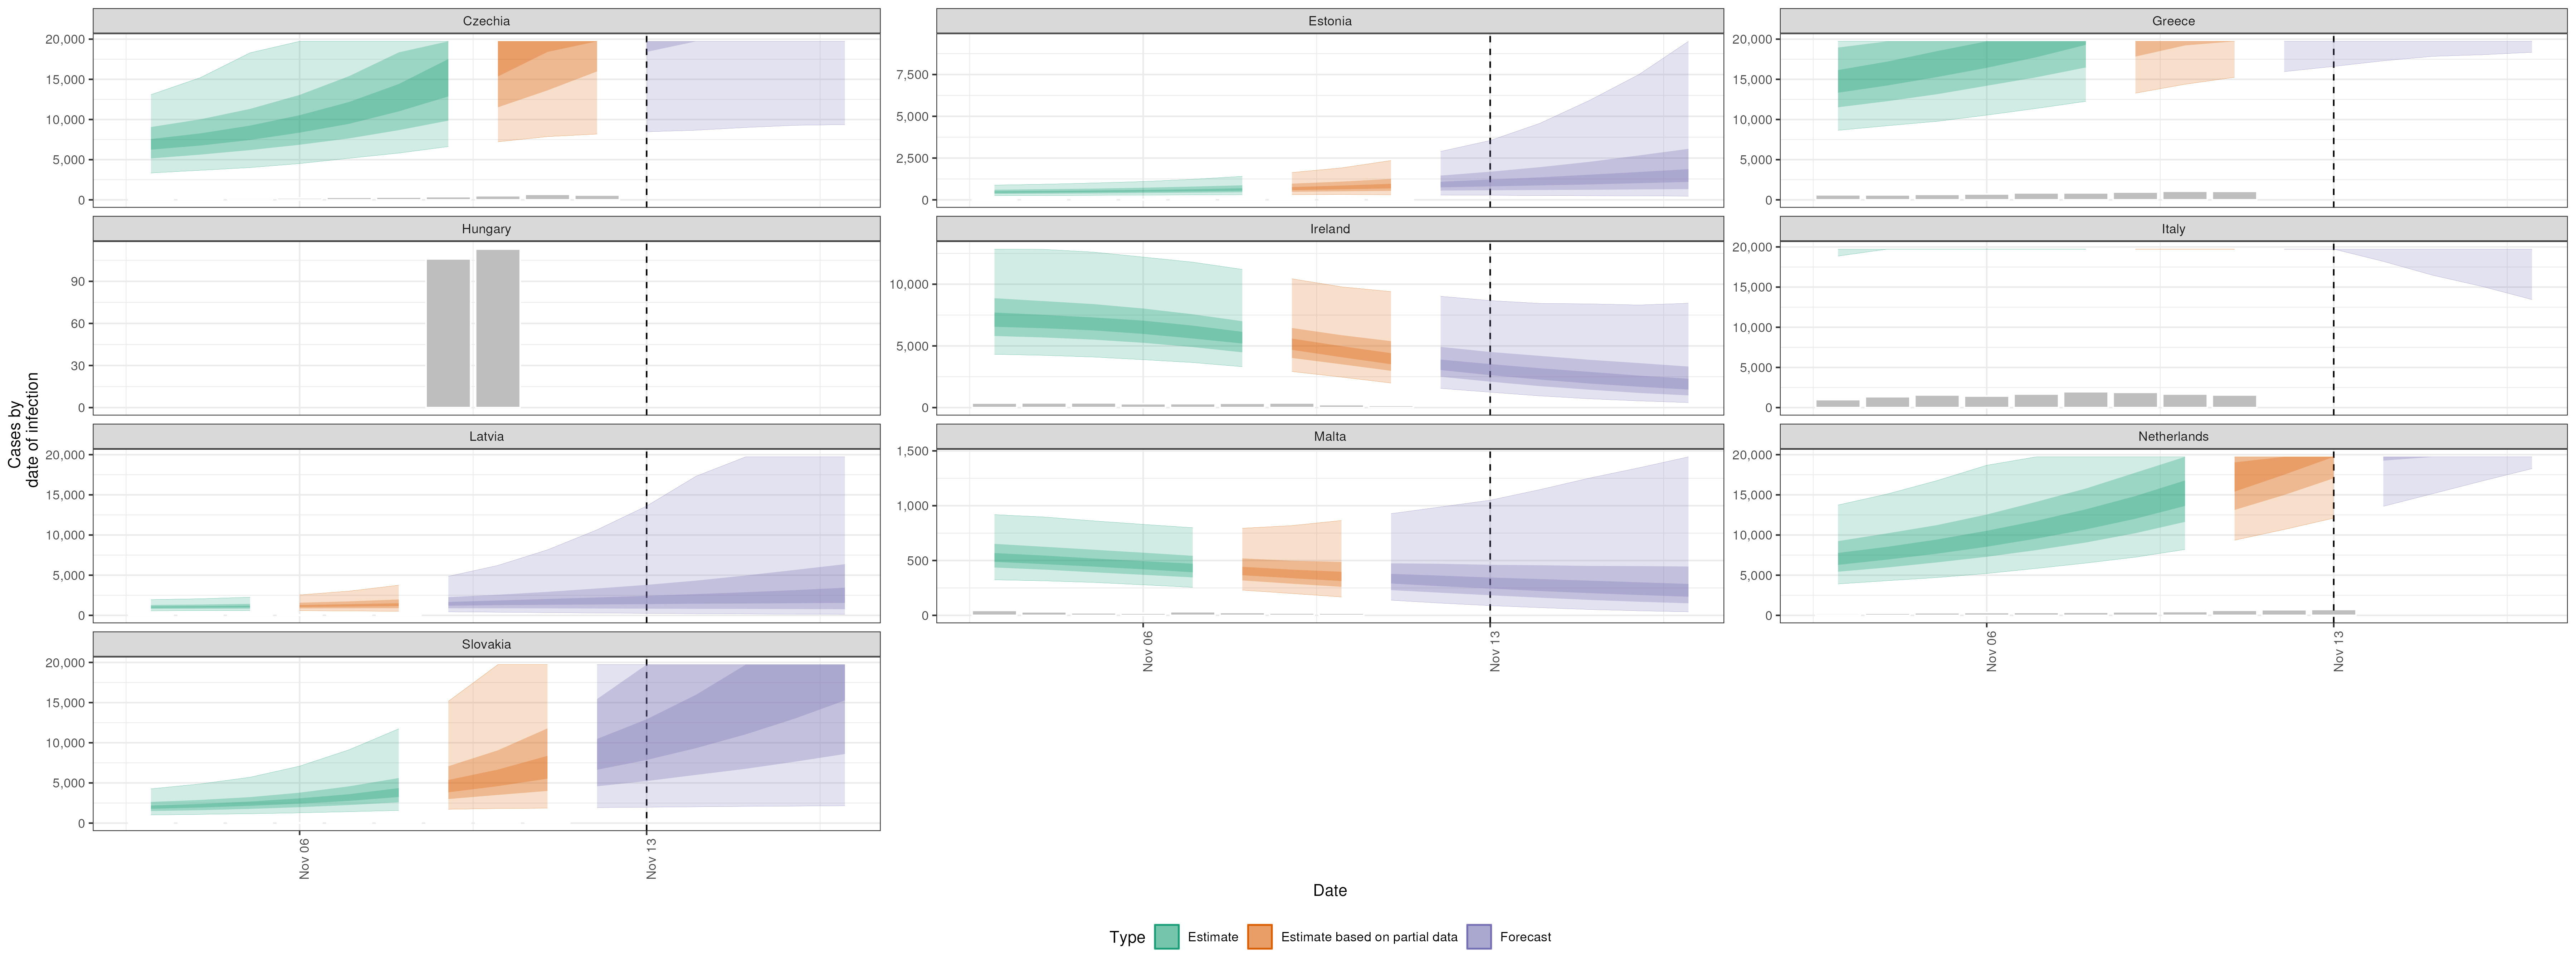 Czechia
Estonia
Greece
20,000
15,000
10,000
5,000
0
7,500
5,000
2,500
0
20,000
15,000
10,000
5,000
0
Hungary
Ireland
Italy
90
60
30
0
10,000
5,000
0
20,000
15,000
10,000
5,000
0
Cases by
date of infection
Latvia
Malta
Netherlands
20,000
15,000
10,000
5,000
0
1,500
1,000
500
0
20,000
15,000
10,000
5,000
0
Nov 06
Nov 13
Nov 06
Nov 13
Slovakia
20,000
15,000
10,000
5,000
0
Nov 06
Nov 13
Date
Type
Estimate
Estimate based on partial data
Forecast